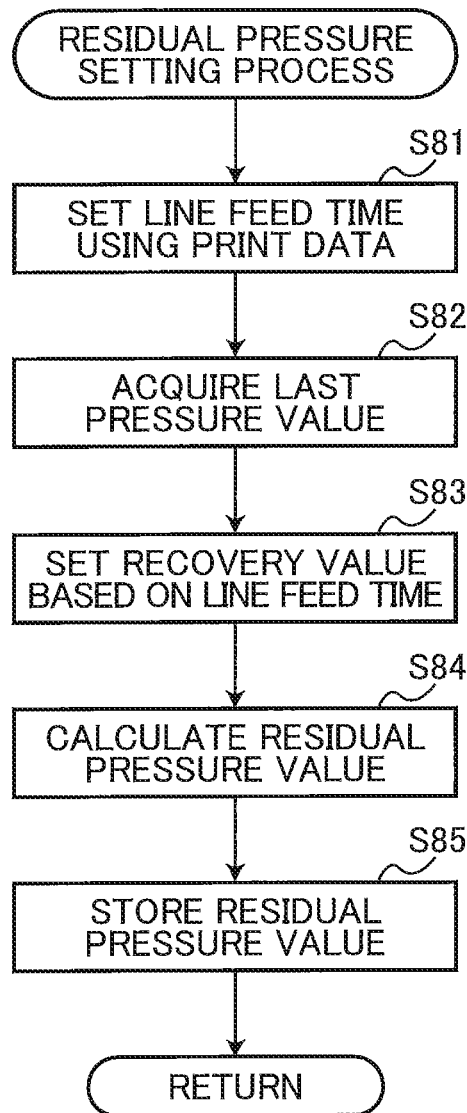 RESIDUAL PRESSURE
SETTING PROCESS
S81
SET LINE FEED TIME
USING PRINT DATA
S82
ACQUIRE LAST
PRESSURE VALUE
S83
SET RECOVERY VALUE
BASED ON LINE FEED TIME
S84
CALCULATE RESIDUAL
PRESSURE VALUE
S85
STORE RESIDUAL
PRESSURE VALUE
RETURN